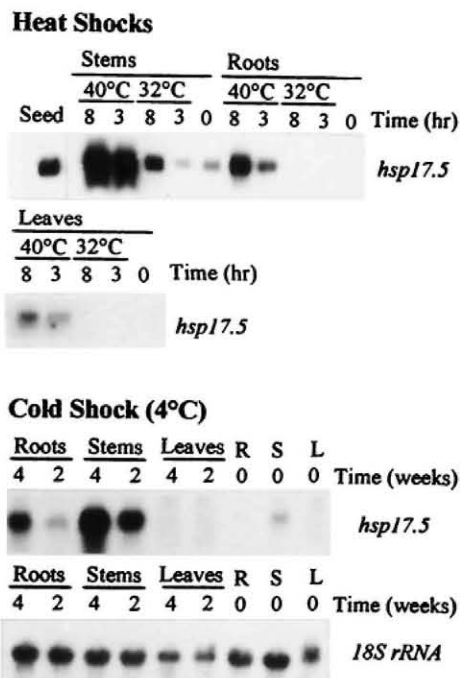 Heat Shocks
Stems Roots
40°C 32°C 40°C 32°C
Seed 8 3 8 3 0 8 3 8 3 0 Time (hr)
hsp17.5
Leaves
40°C 32°C
8 3 8 3 0 Time (hr)
hsp17.5
Cold Shock (4°C)
Roots Stems Leaves R S L
4 2 4 2 4 2 0 0 0 Time (weeks)
hsp17.5
Roots Stems Leaves R S L
4 2 4 2 4 2 0 0 0 Time (weeks)
18S rRNA